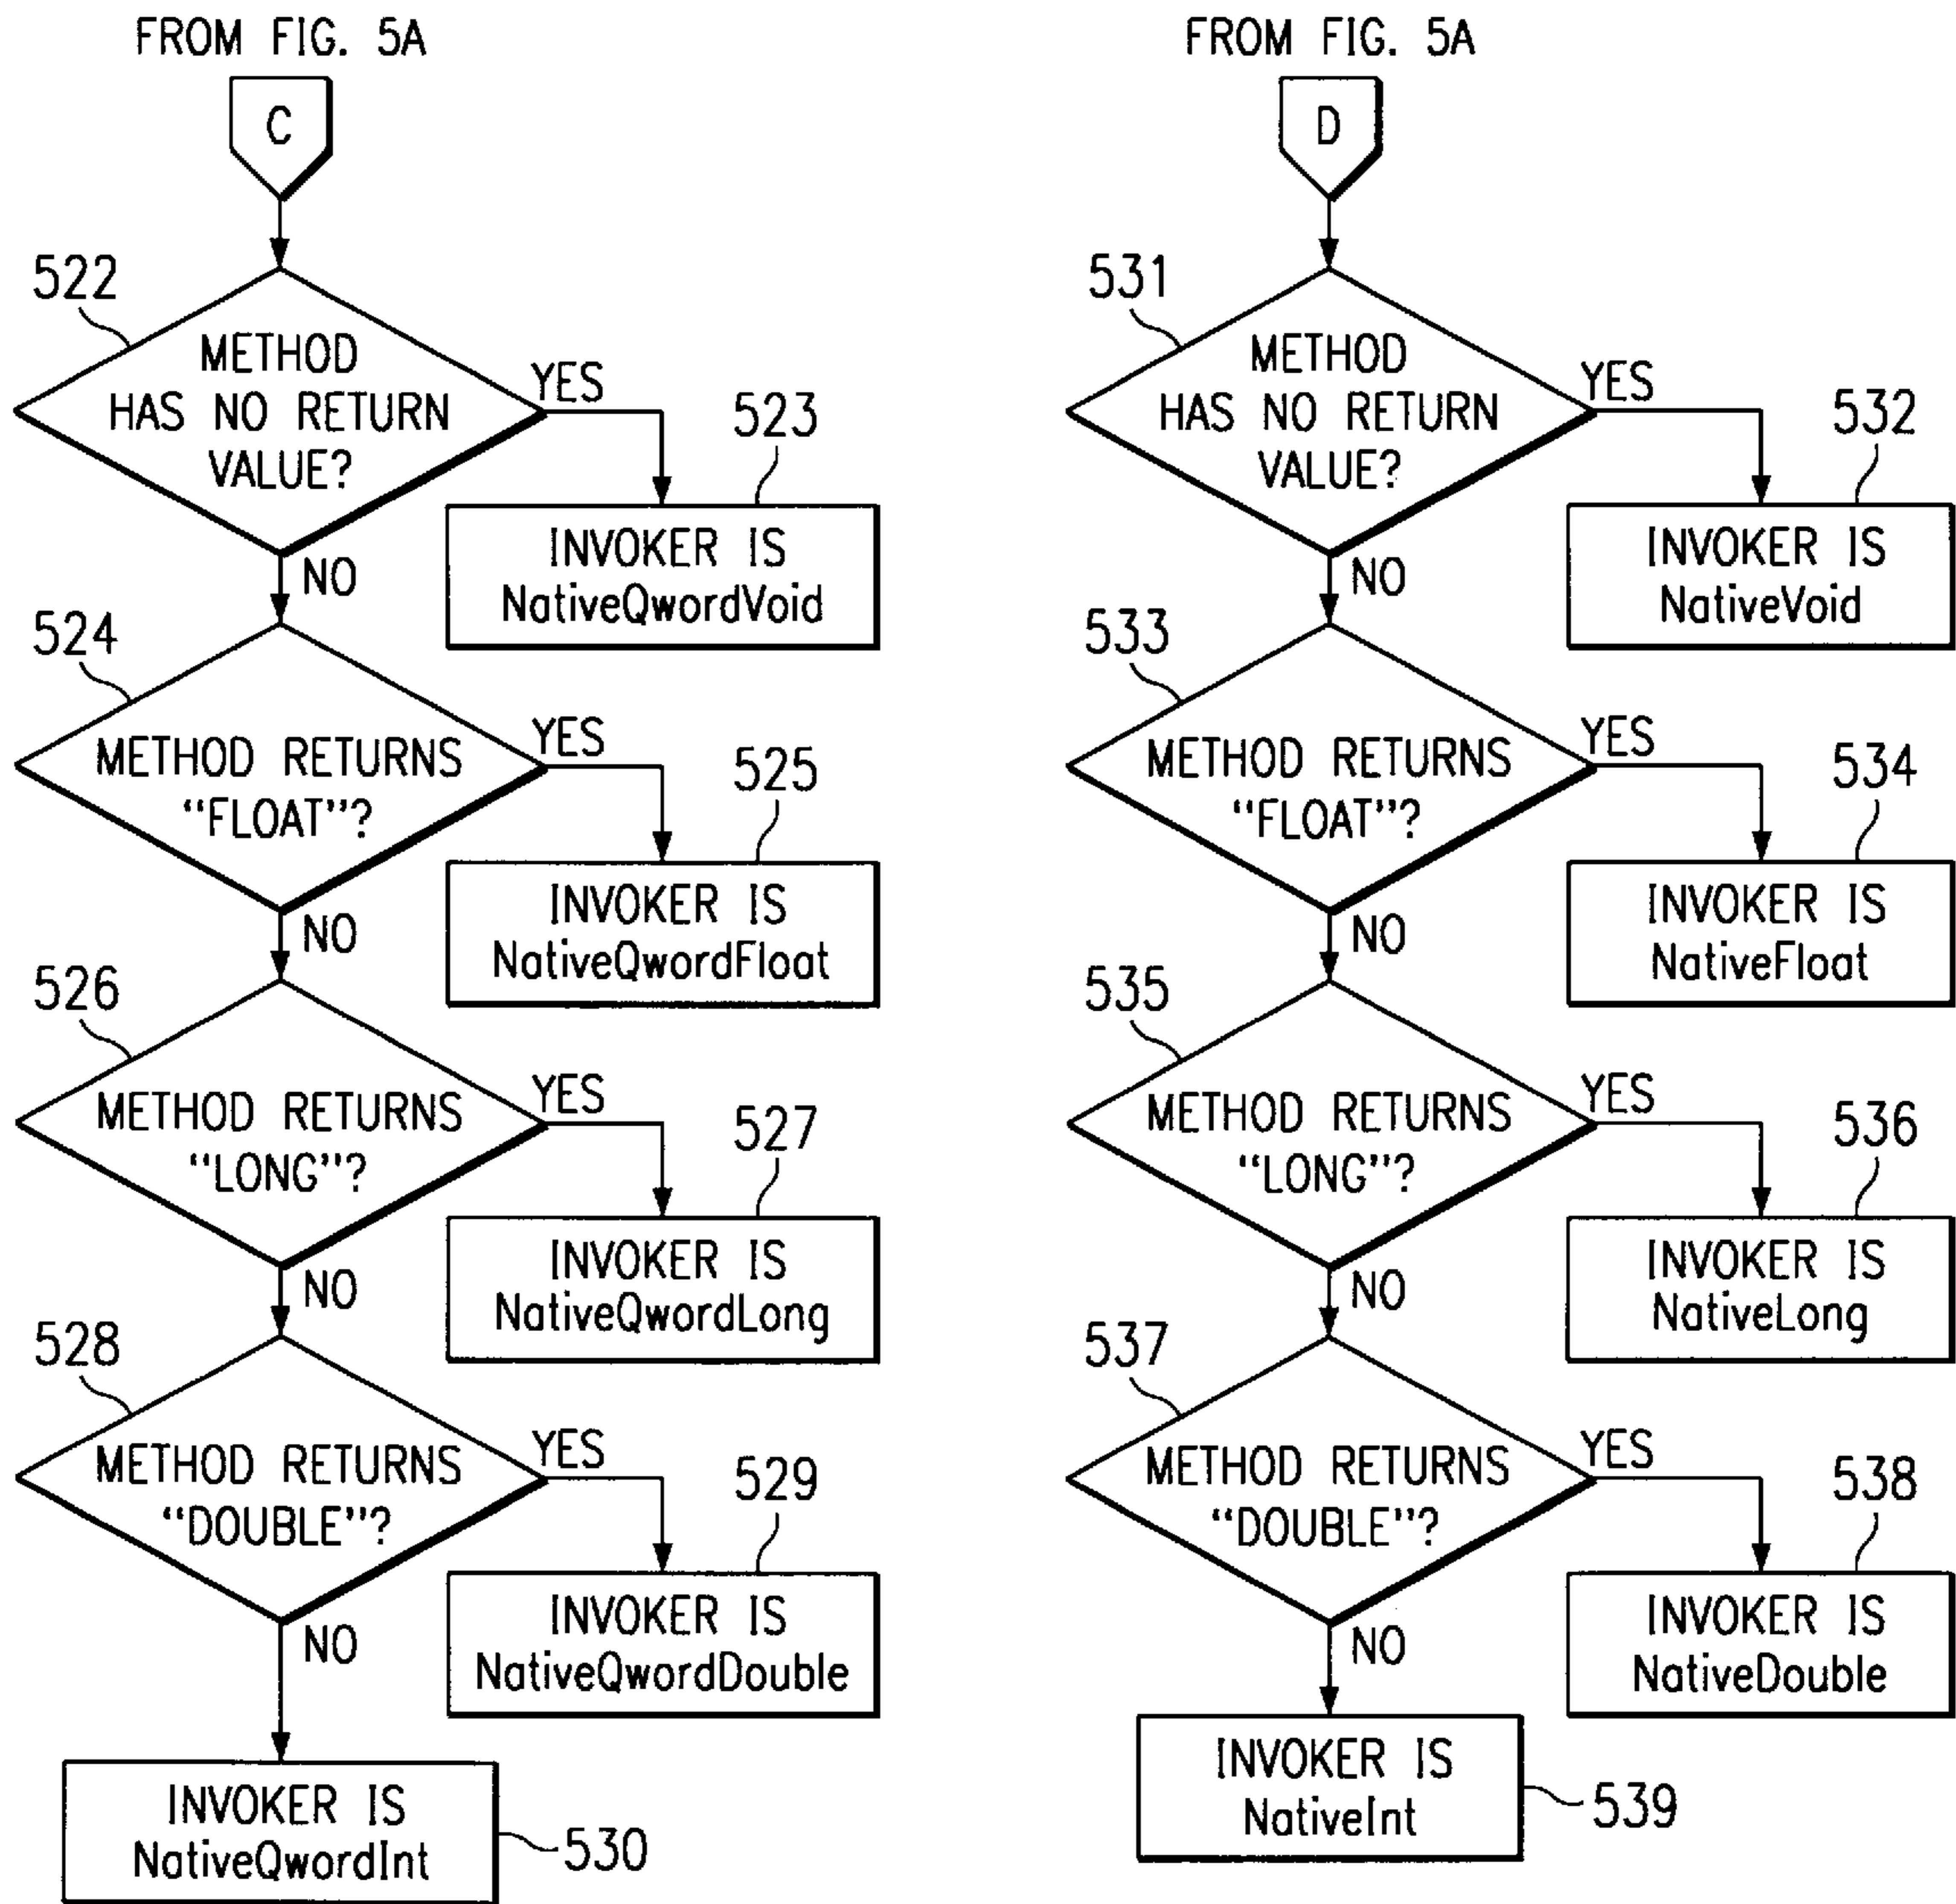 FROM FIG. 5A
C
522
METHOD
HAS NO RETURN
VALUE?
YES
523
INVOKER IS
NativeQwordVoid
NO
524
METHOD RETURNS
“FLOAT”?
YES
525
INVOKER IS
NativeQwordFloat
NO
526
METHOD RETURNS
“LONG”?
YES
527
INVOKER IS
NativeQwordLong
NO
528
METHOD RETURNS
“DOUBLE”?
YES
529
INVOKER IS
NativeQwordDouble
NO
INVOKER IS
NativeQwordInt
530
FROM FIG. 5A
D
531
METHOD
HAS NO RETURN
VALUE?
YES
532
INVOKER IS
NativeVoid
NO
533
METHOD RETURNS
“FLOAT”?
YES
534
INVOKER IS
NativeFloat
NO
535
METHOD RETURNS
“LONG”?
YES
536
INVOKER IS
NativeLong
NO
537
METHOD RETURNS
“DOUBLE”?
YES
538
INVOKER IS
NativeDouble
NO
INVOKER IS
NativeInt
539